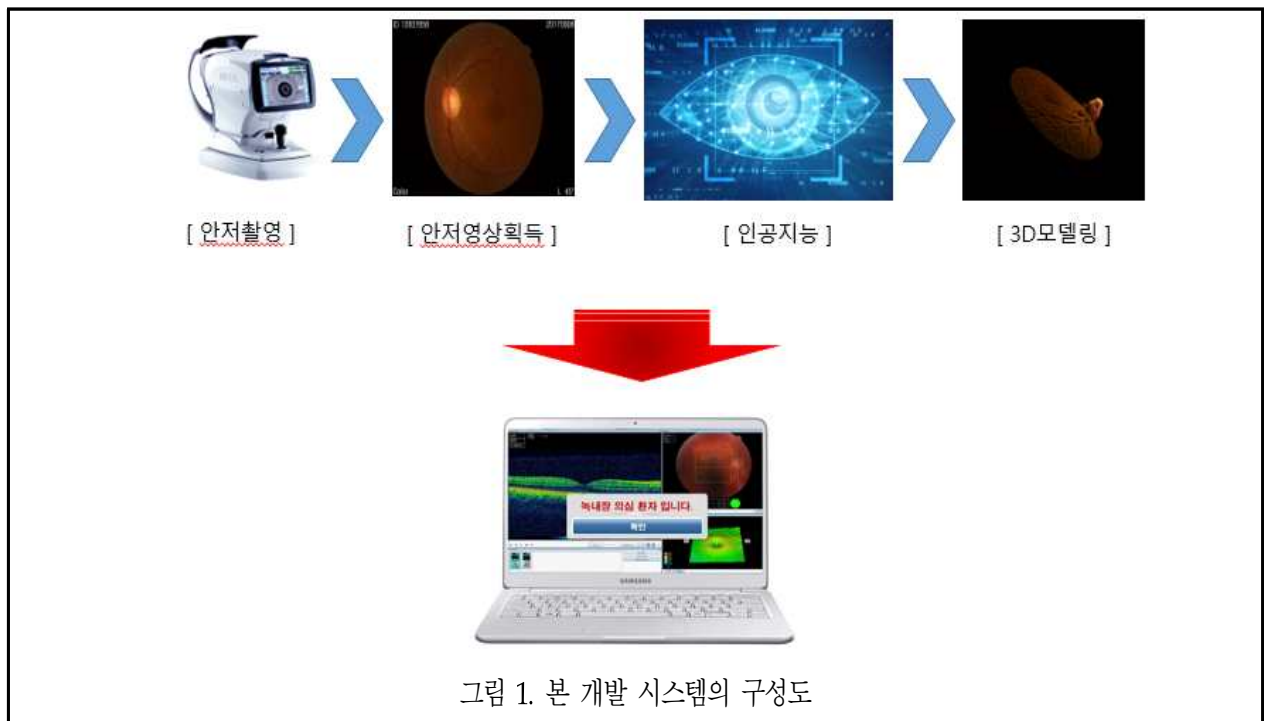 [ 안저촬영 ]
[ 안저영상획득 ]
[ 인공지능 ]
[ 3D모델링 ]
Color
L 45°
녹내장 의심 환자 입니다.
확인
SAMSUNG
그림 1. 본 개발 시스템의 구성도